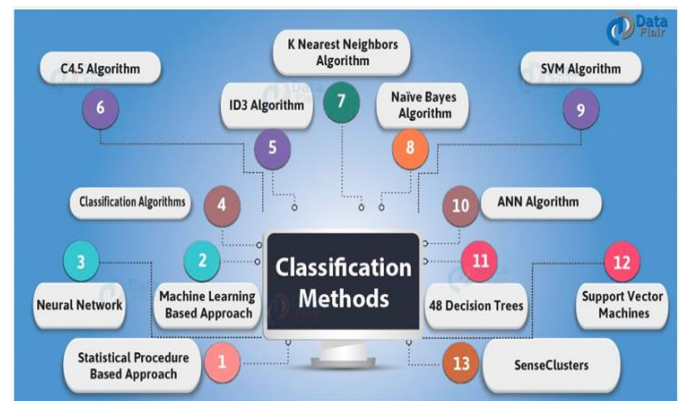 Data
Flair
K Nearest Neighbors
Algorithm
C4.5 Algorithm
SVM Algorithm
6
ID3 Algorithm
7
Naïve Bayes
Algorithm
9
5
8
Classification Algorithms
4
10
ANN Algorithm
3
Neural Network
2
Machine Learning
Based Approach
Classification
Methods
11
48 Decision Trees
12
Support Vector
Machines
Statistical Procedure
Based Approach
1
13
SenseClusters